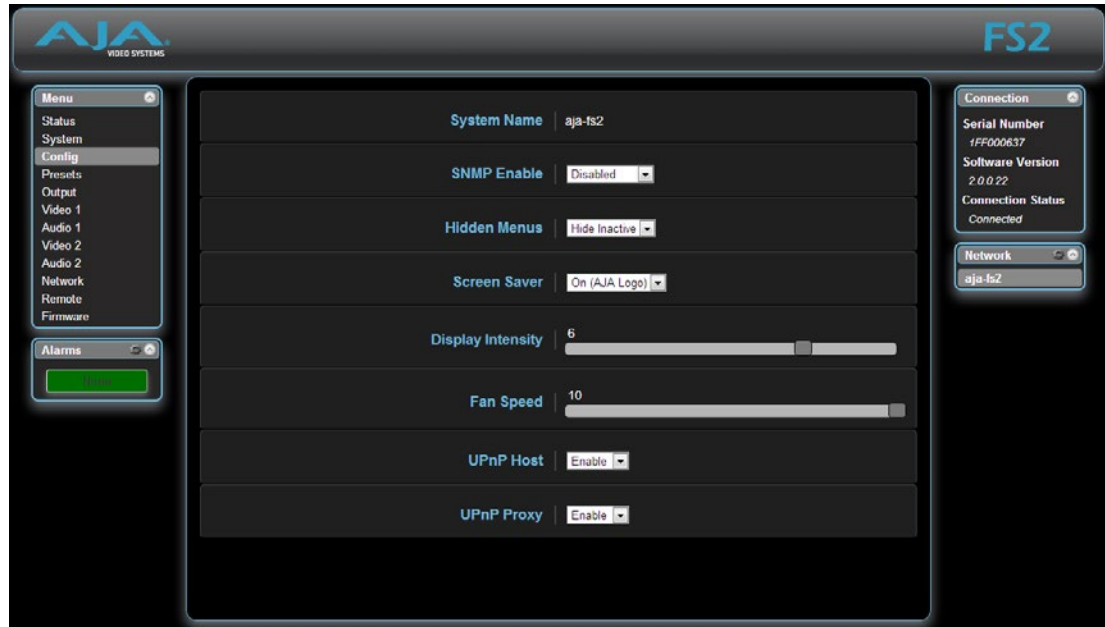 AJA
VIDEO SYSTEMS
FS2
Menu
Status
System
Config
Presets
Output
Video 1
Audio 1
Video 2
Audio 2
Network
Remote
Firmware
Alarms
None
System Name aja-fs2
SNMP Enable Disabled
Hidden Menus Hide Inactive
Screen Saver On (AJA Logo)
Display Intensity 6
Fan Speed 10
UPnP Host Enable
UPnP Proxy Enable
Connection
Serial Number
1FF000637
Software Version
2.0.0.22
Connection Status
Connected
Network
aja-fs2